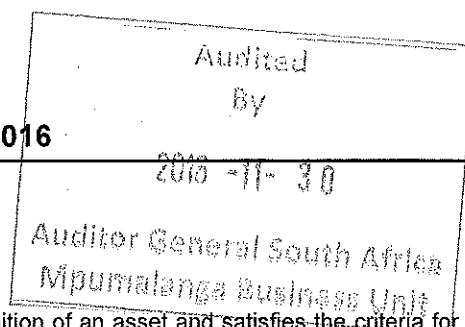 Audited
By
016
2016 -11- 30
Auditor General South Africa
Mpumalanga Business Unit
nition of an asset and satisfies the criteria for